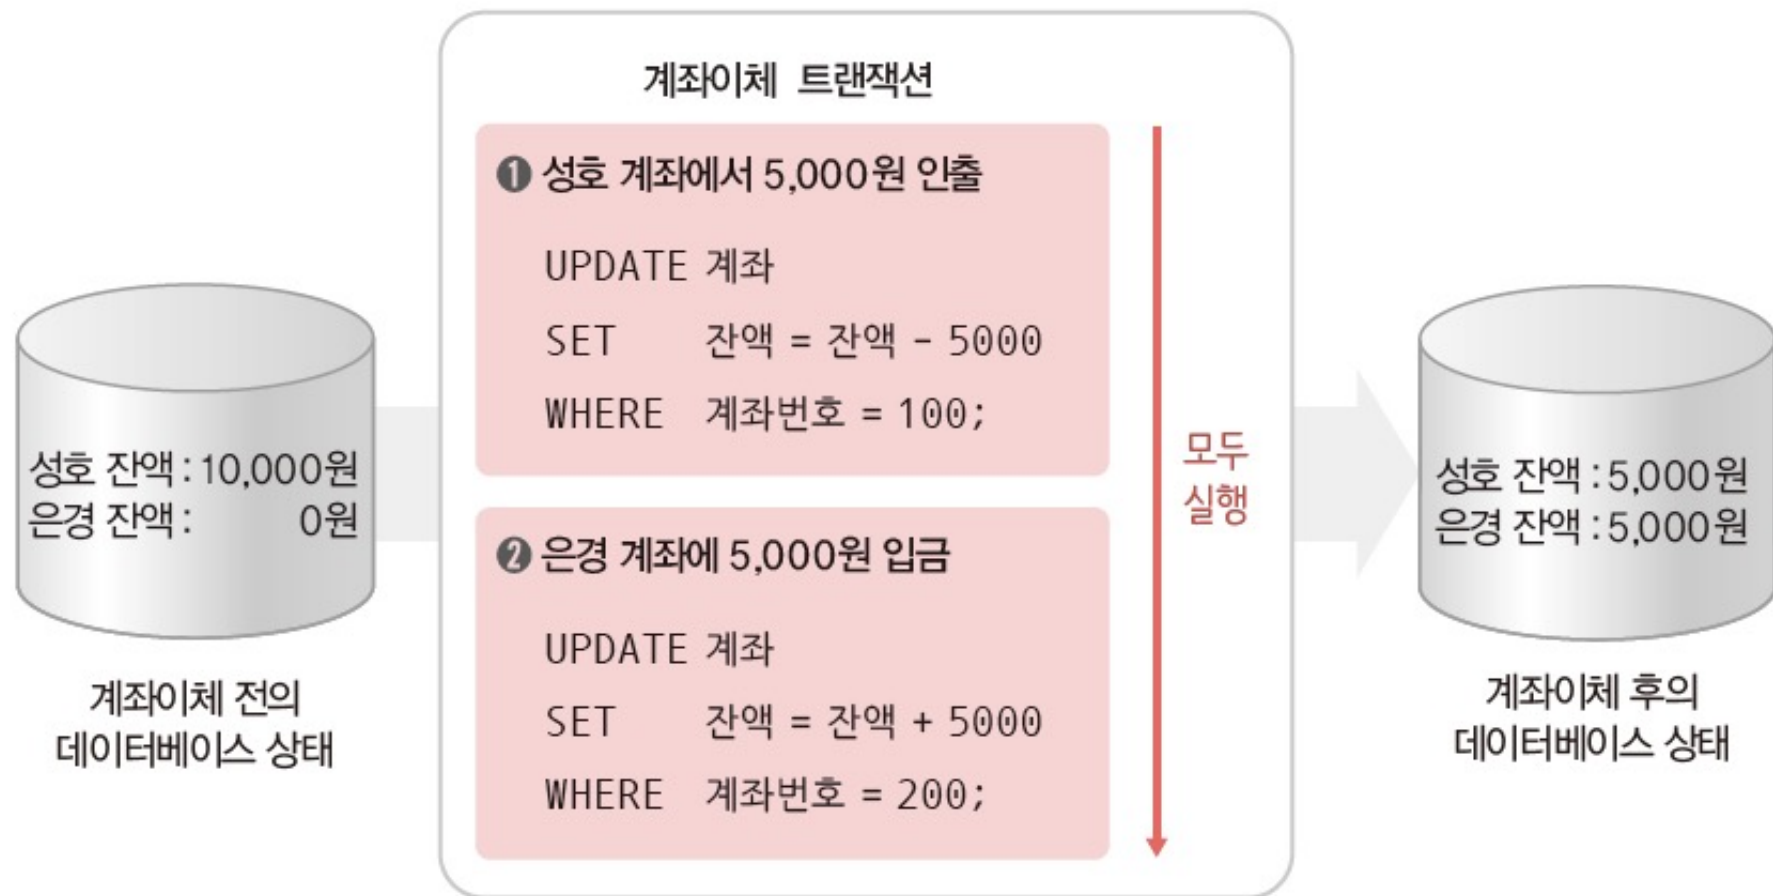 계좌이체 트랜잭션
❶ 성호 계좌에서 5,000원 인출
UPDATE 계좌
SET 잔액 = 잔액 - 5000
WHERE 계좌번호 = 100;
❷ 은경 계좌에 5,000원 입금
UPDATE 계좌
SET 잔액 = 잔액 + 5000
WHERE 계좌번호 = 200;
모두
실행
성호 잔액 : 10,000원
은경 잔액 : 0원
계좌이체 전의
데이터베이스 상태
성호 잔액 : 5,000원
은경 잔액 : 5,000원
계좌이체 후의
데이터베이스 상태